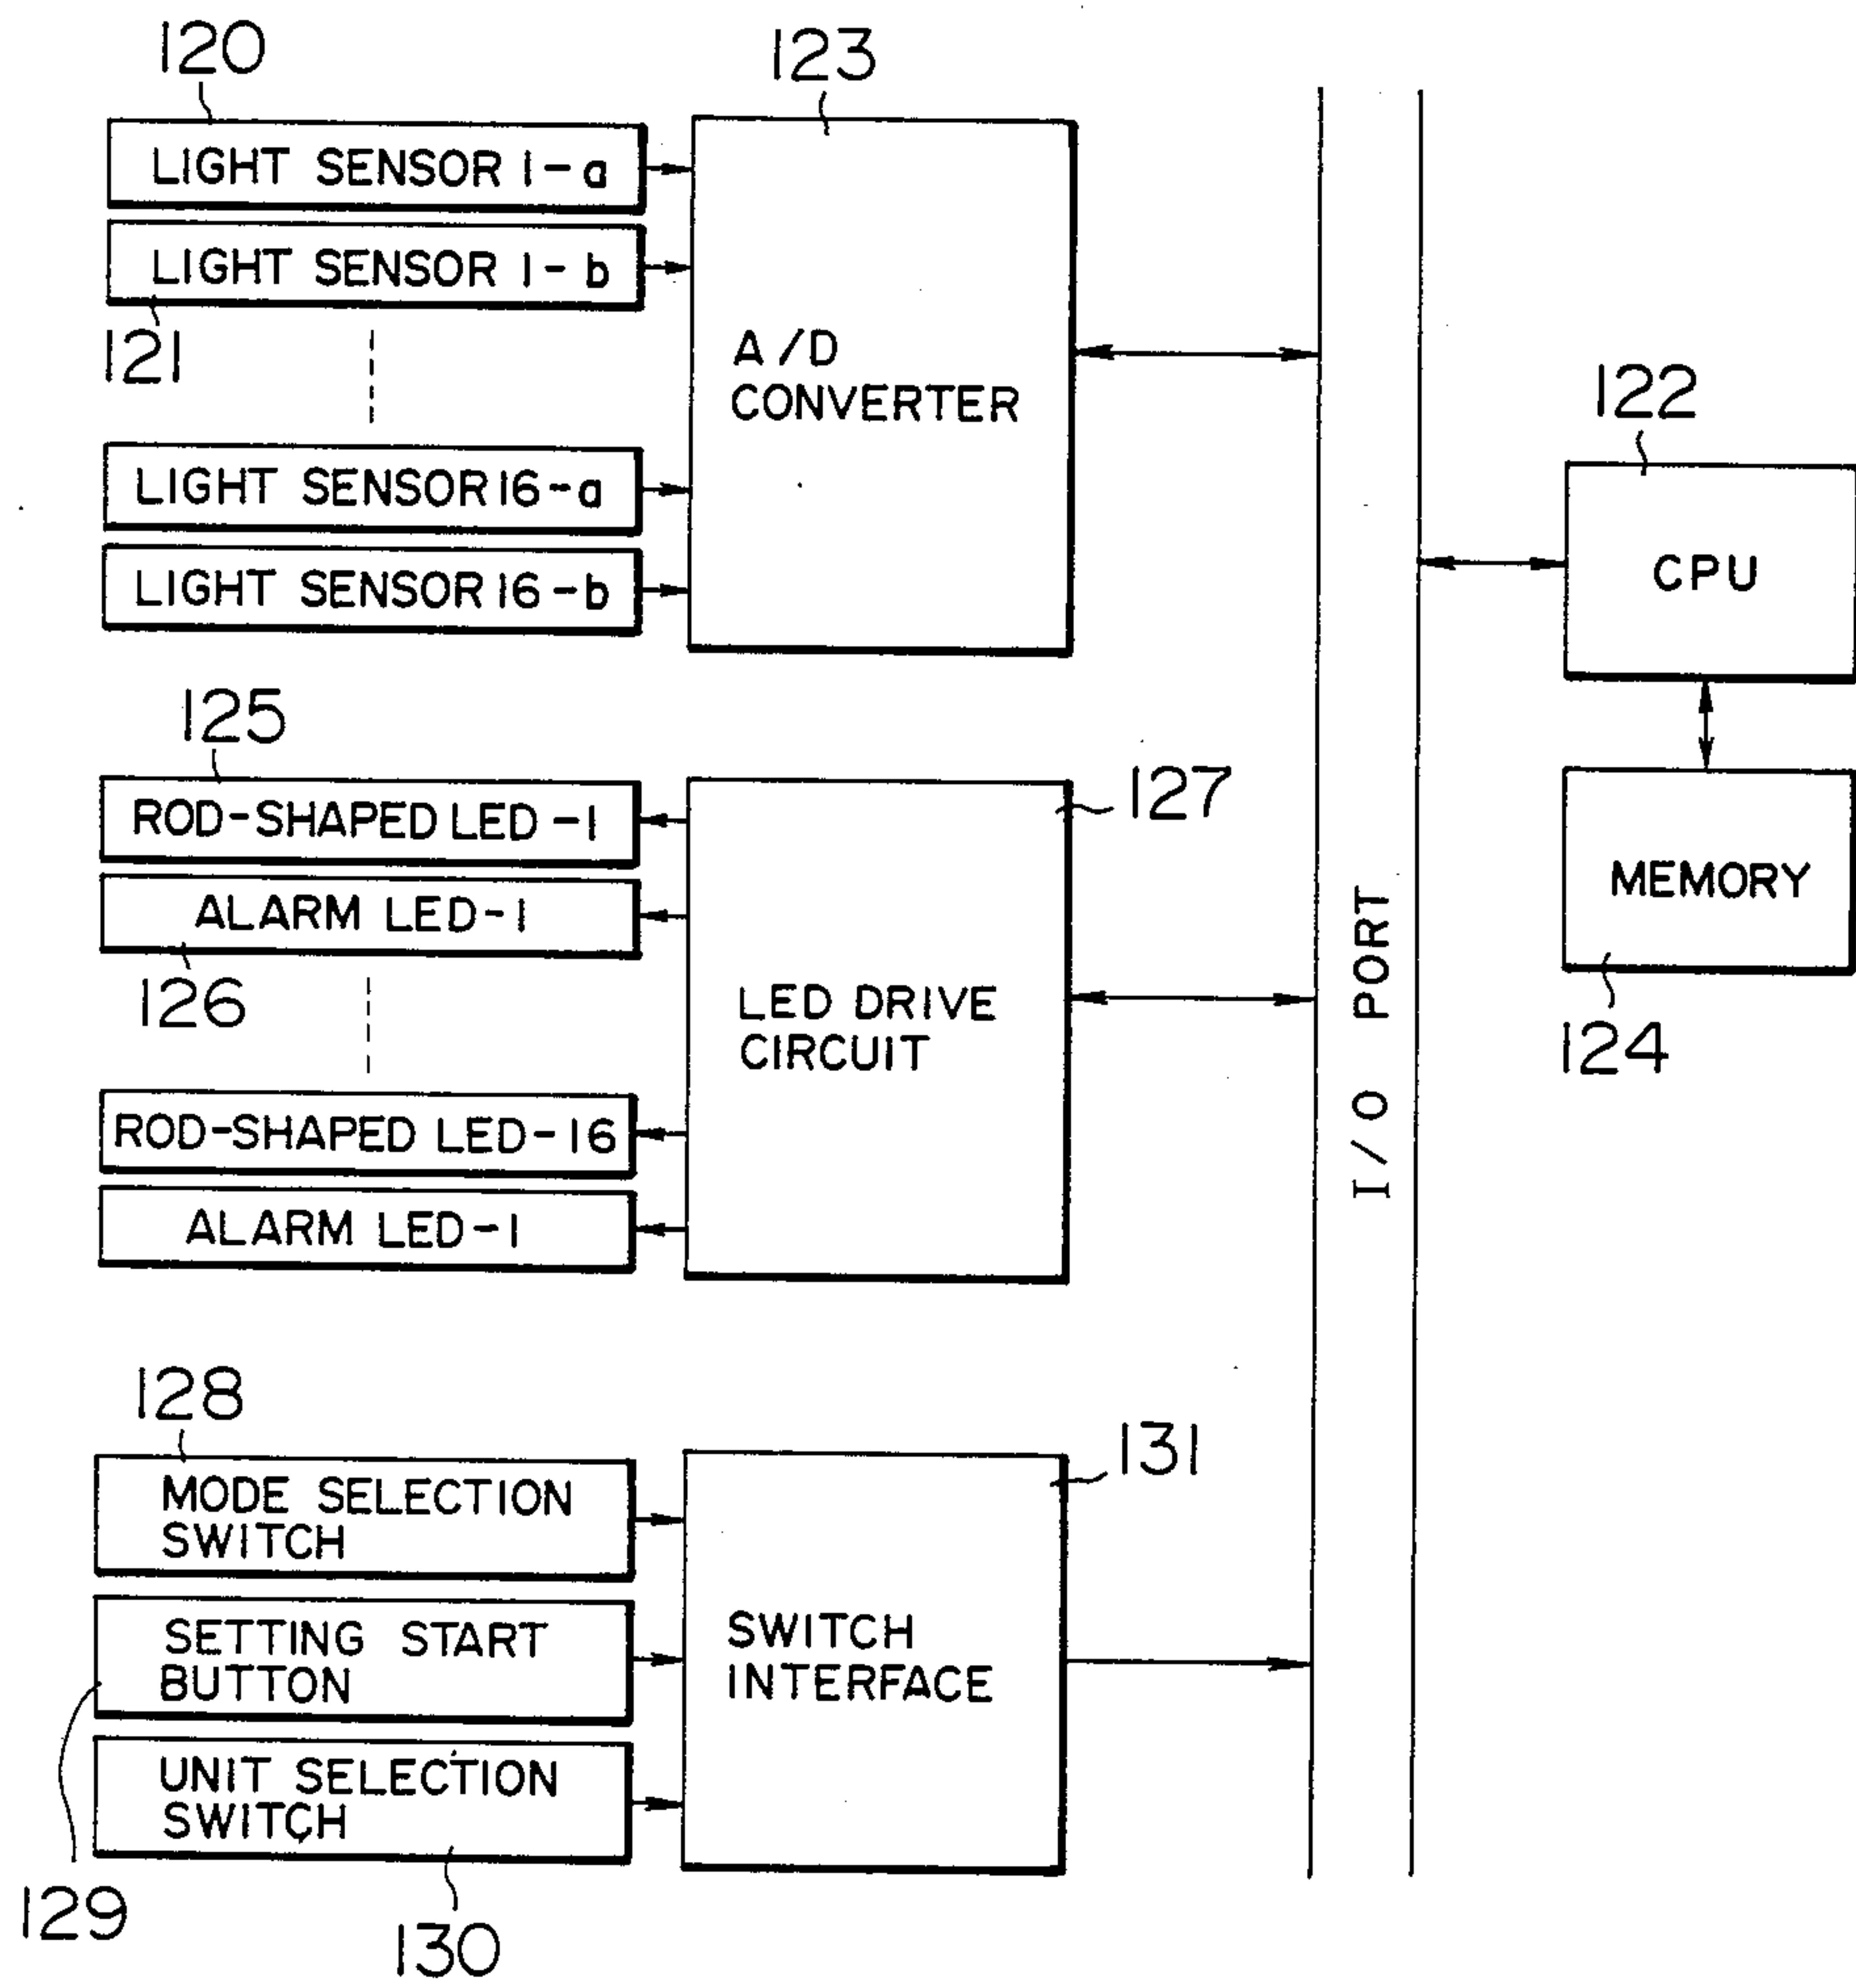 120
123
LIGHT SENSOR 1-a
LIGHT SENSOR 1-b
121
A/D
CONVERTER
LIGHT SENSOR 16-a
LIGHT SENSOR 16-b
122
CPU
125
127
ROD-SHAPED LED-1
ALARM LED-1
126
MEMORY
124
LED DRIVE
CIRCUIT
I/O PORT
ROD-SHAPED LED-16
ALARM LED-1
128
131
MODE SELECTION
SWITCH
SETTING START
BUTTON
SWITCH
INTERFACE
UNIT SELECTION
SWITCH
129
130